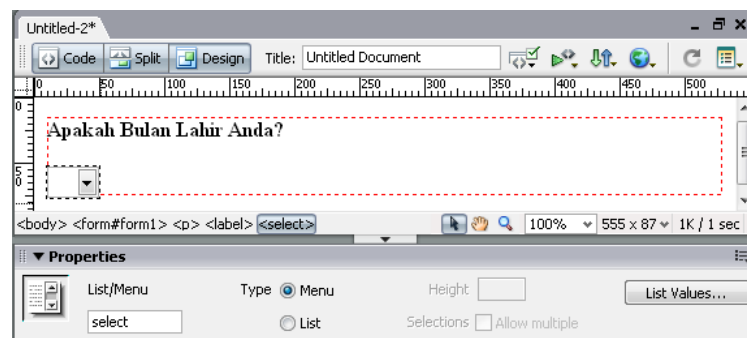 Untitled-2*
Code Split Design Title: Untitled Document
0 50 100 150 200 250 300 350 400 450 500
0
Apakah Bulan Lahir Anda?
50
<body> <form#form1> <p> <label> <select> 100% 555 x 87 1K / 1 sec
Properties
List/Menu Type Menu Height List Values...
select List Selections Allow multiple